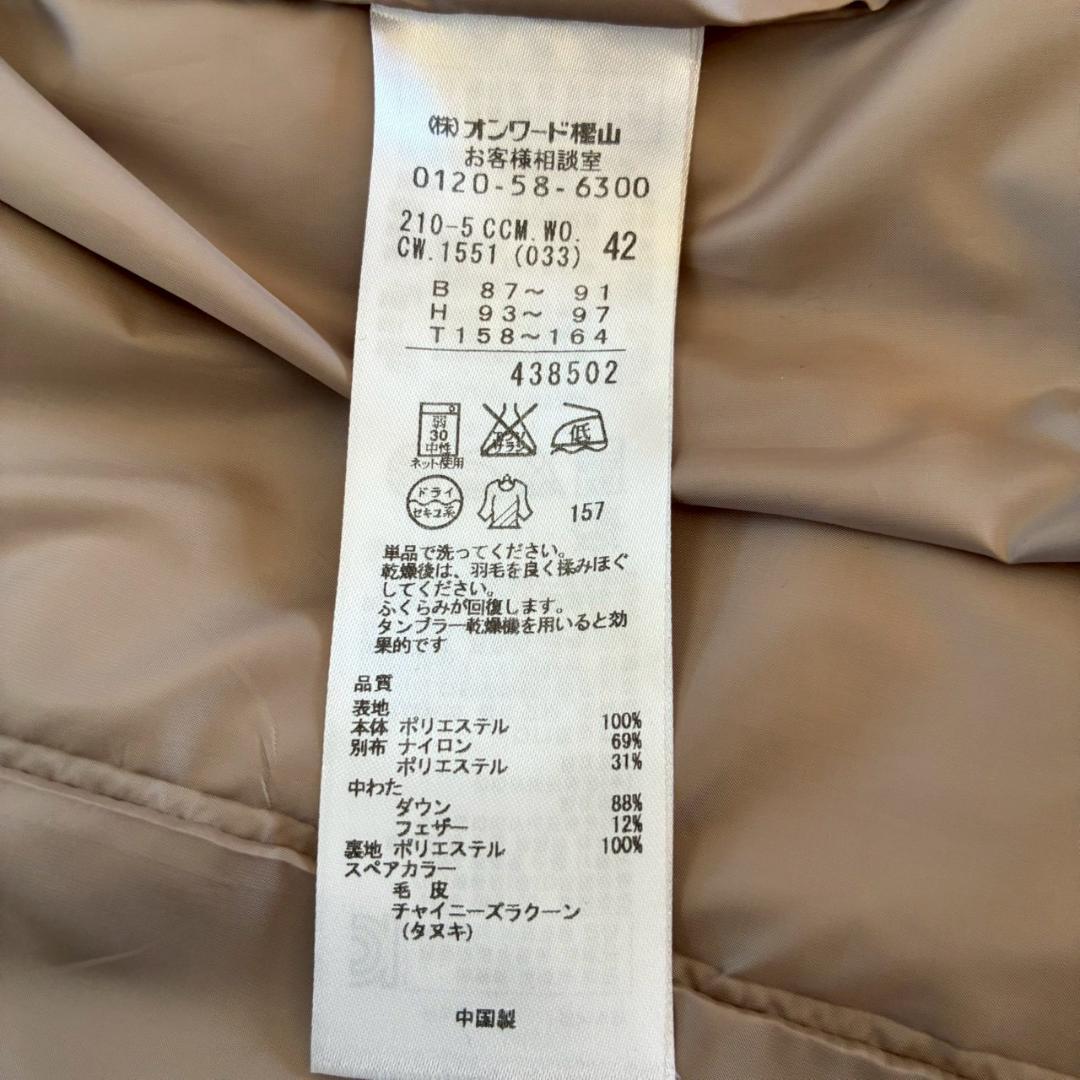 (株)オンワード樫山
お客様相談室
0120-58-6300
210-5 CCM.WO.
CW.1551 (033) 42
B 87～ 91
H 93～ 97
T158～164
438502
弱
30
中性
ネット使用
エンソ
サラシ
低
ドライ
セキユ系
157
単品で洗ってください。
乾燥後は、羽毛を良く揉みほぐ
してください。
ふくらみが回復します。
タンブラー乾燥機を用いると効
果的です
品質
表地
本体 ポリエステル 100%
別布 ナイロン 69%
ポリエステル 31%
中わた
ダウン 88%
フェザー 12%
裏地 ポリエステル 100%
スペアカラー
毛 皮
チャイニーズラクーン
(タヌキ)
中国製